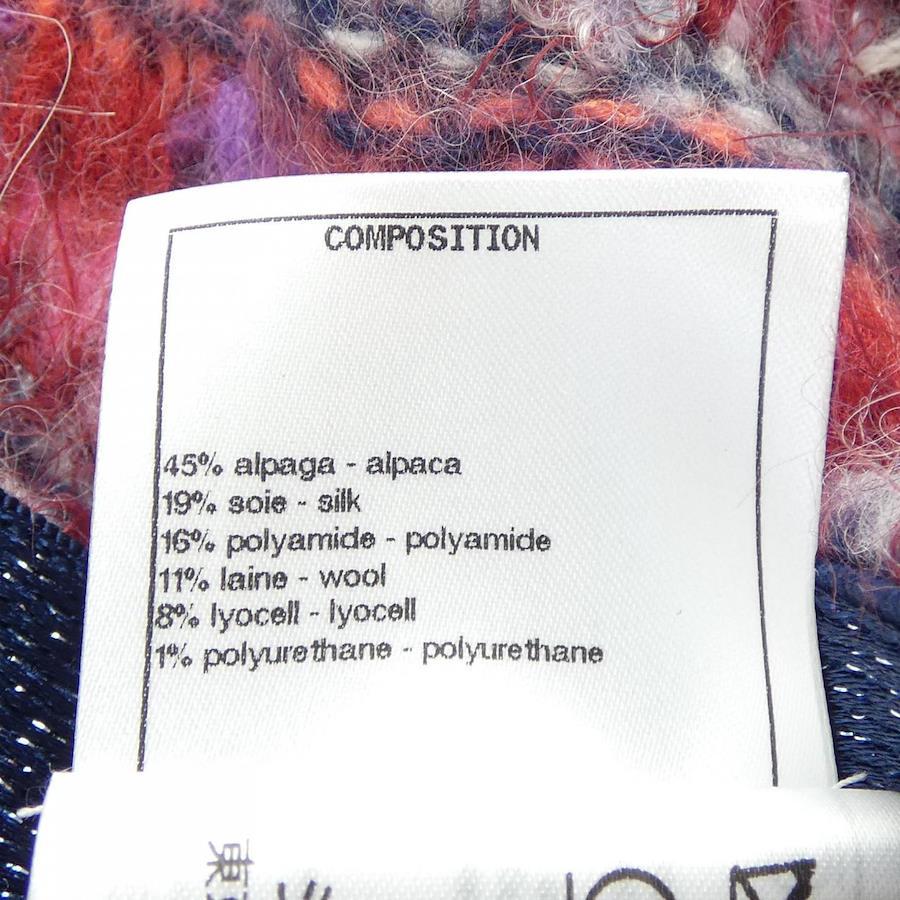 COMPOSITION
45% alpaga - alpaca
19% soie - silk
16% polyamide - polyamide
11% laine - wool
8% lyocell - lyocell
1% polyurethane - polyurethane
東